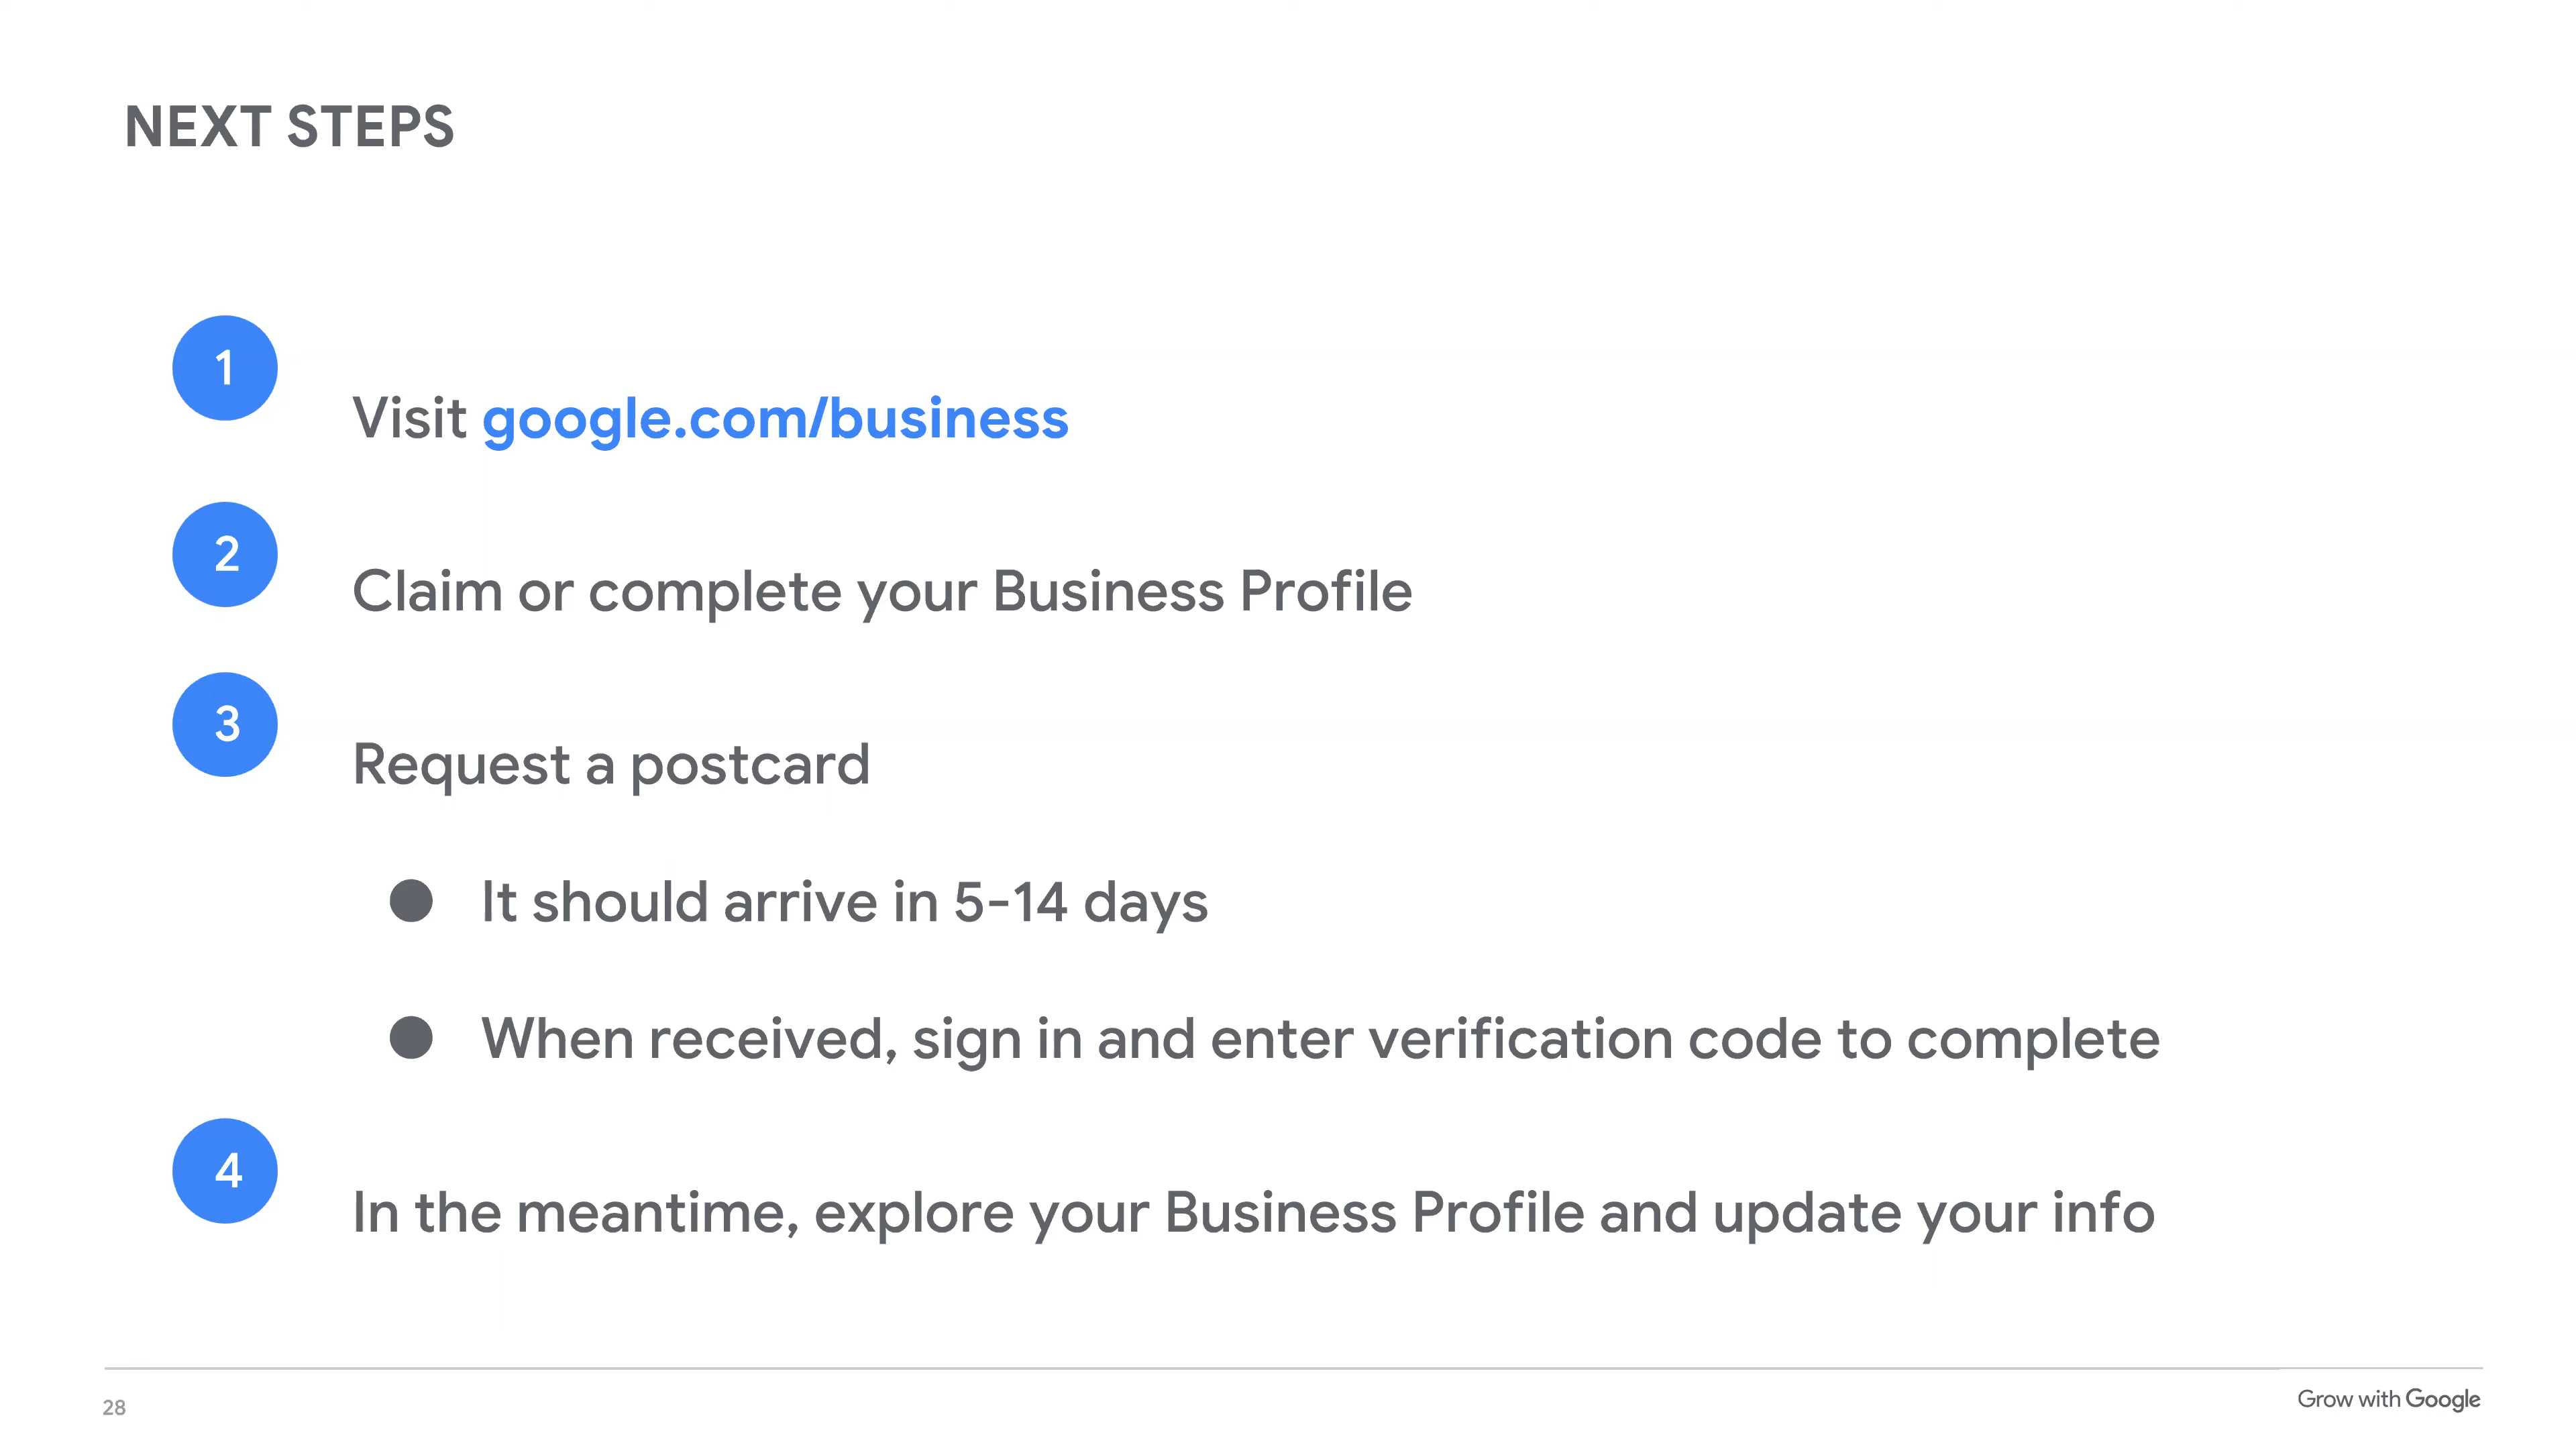 NEXT STEPS
1
Visit google.com/business
2
Claim or complete your Business Profile
3
Request a postcard
● It should arrive in 5-14 days
● When received, sign in and enter verification code to complete
4
In the meantime, explore your Business Profile and update your info
28
Grow with Google